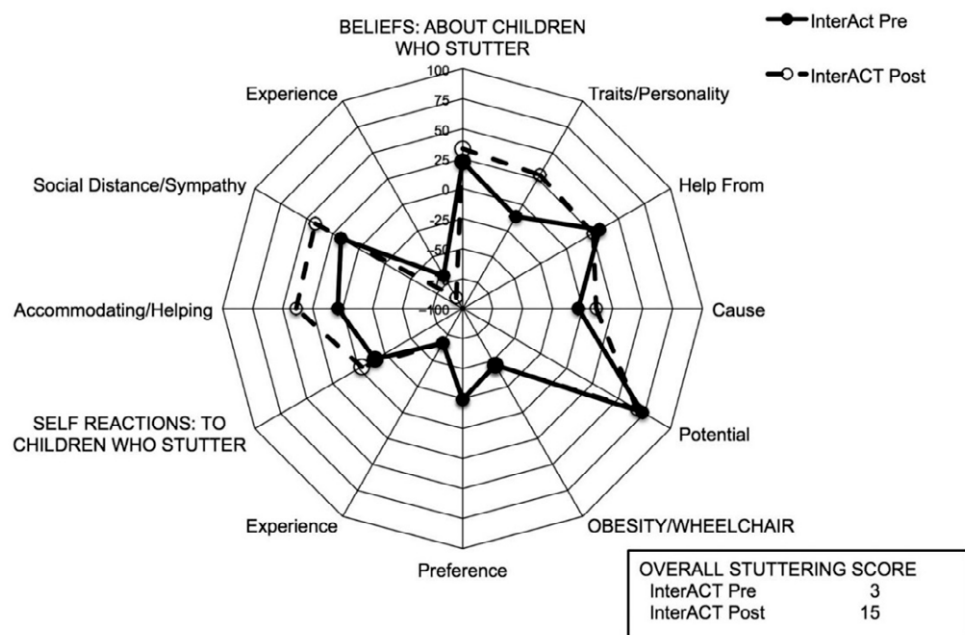 BELIEFS: ABOUT CHILDREN
WHO STUTTER
InterAct Pre
InterACT Post
100
75
50
25
0
-25
-50
-75
-100
Traits/Personality
Help From
Cause
Potential
OBESITY/WHEELCHAIR
Preference
Experience
SELF REACTIONS: TO
CHILDREN WHO STUTTER
Accommodating/Helping
Social Distance/Sympathy
Experience
OVERALL STUTTERING SCORE
InterACT Pre 3
InterACT Post 15